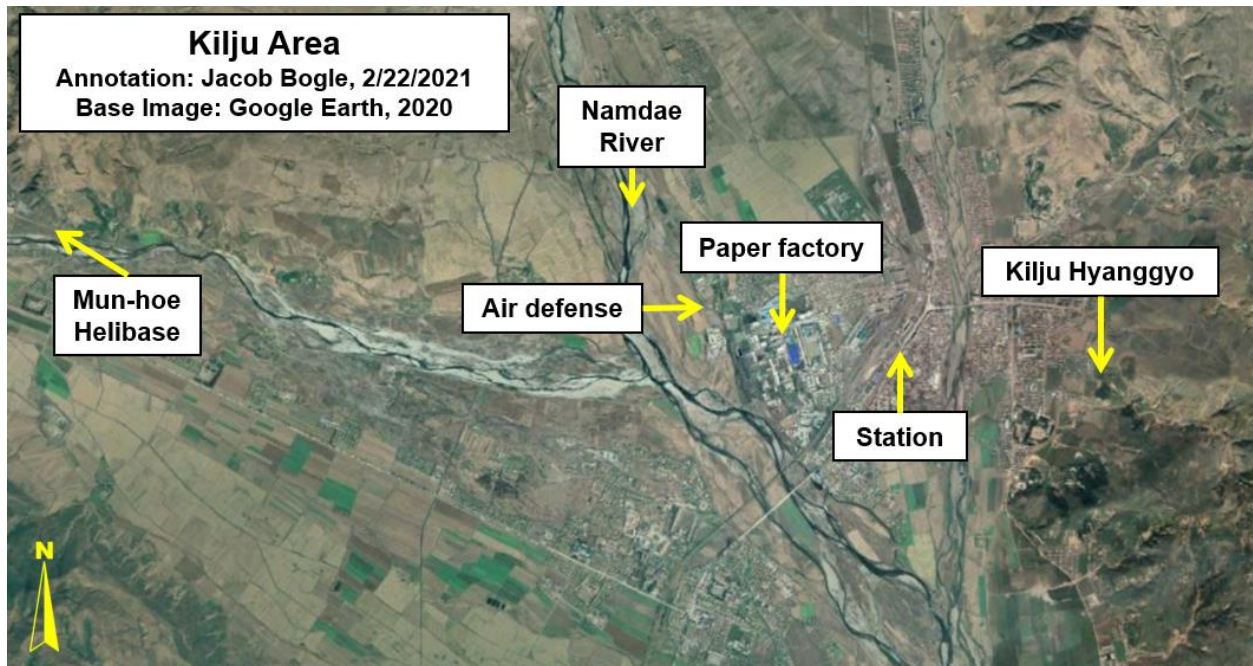 Kilju Area
Annotation: Jacob Bogle, 2/22/2021
Base Image: Google Earth, 2020
Namdae
River
Paper factory
Kilju Hyanggyo
Mun-hoe
Helibase
Air defense
Station
N